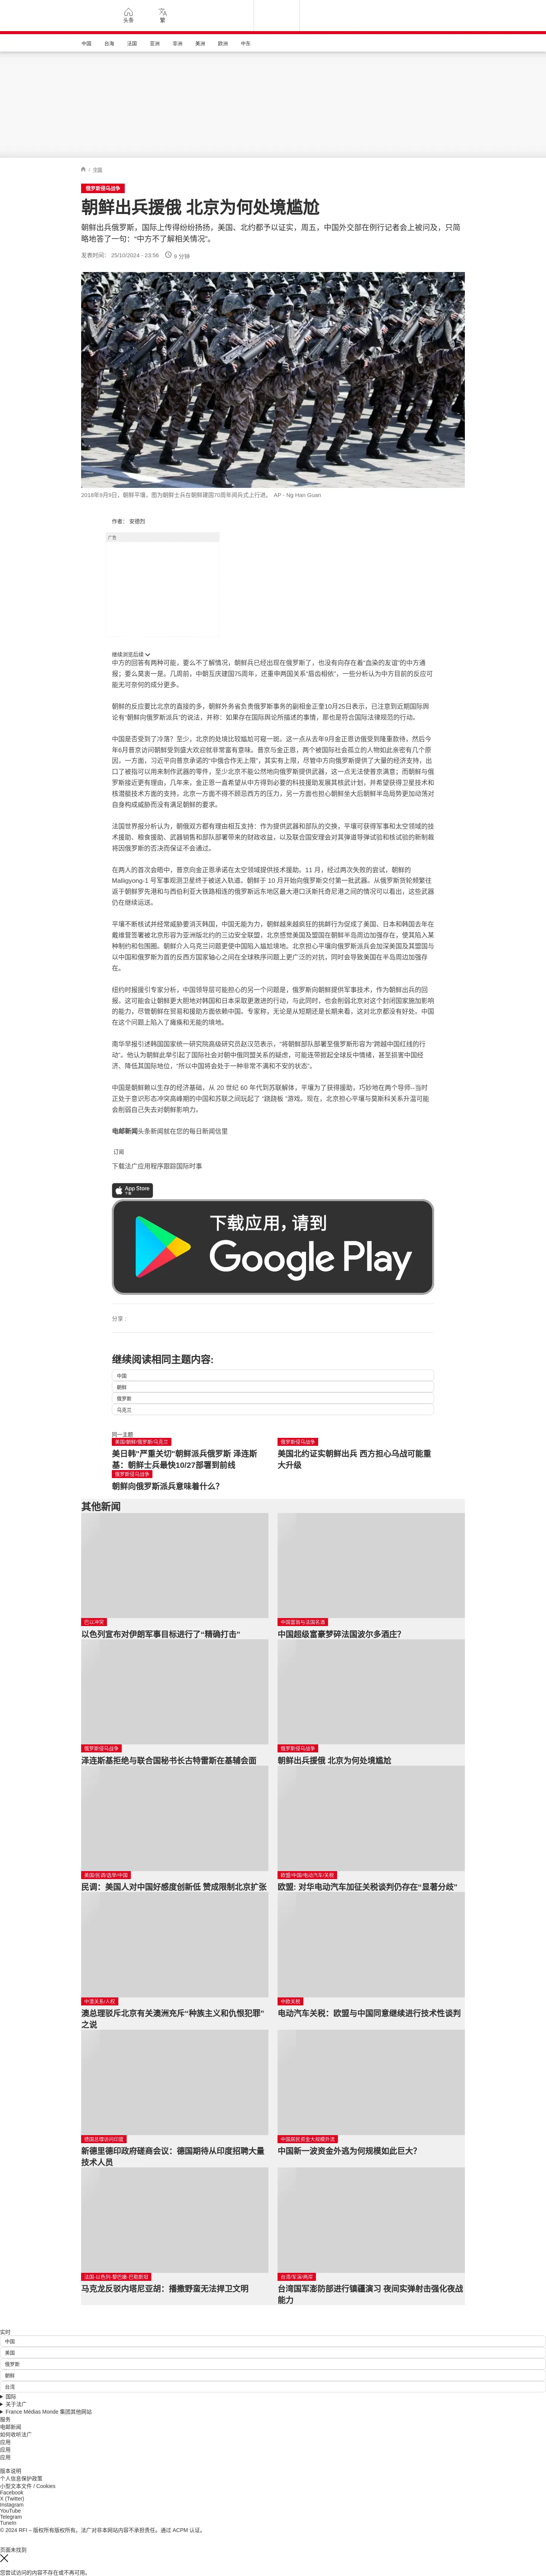 头条
繁
中国
台海
法国
亚洲
非洲
美洲
欧洲
中东
/ 中國
俄罗斯侵乌战争
朝鲜出兵援俄 北京为何处境尴尬
朝鲜出兵俄罗斯，国际上传得纷纷扬扬，美国、北约都予以证实，周五，中国外交部在例行记者会上被问及，只简
略地答了一句：“中方不了解相关情况”。
发表时间： 25/10/2024 - 23:56
9 分钟
2018年9月9日，朝鲜平壤，图为朝鲜士兵在朝鲜建国70周年阅兵式上行进。 AP - Ng Han Guan
作者： 安德烈
广告
继续浏览后续
中方的回答有两种可能，要么不了解情况，朝鲜兵已经出现在俄罗斯了，也没有向存在着“血染的友谊”的中方通
报；要么莫衷一是。几周前，中朝互庆建国75周年，还重申两国关系“唇齿相依”，一些分析认为中方目前的反应可
能无可奈何的成分更多。
朝鲜的反应要比北京的直接的多，朝鲜外务省负责俄罗斯事务的副相金正奎10月25日表示，已注意到近期国际舆
论有“朝鲜向俄罗斯派兵”的说法，并称：如果存在国际舆论所描述的事情，那也是符合国际法律规范的行动。
中国是否受到了冷落？至少，北京的处境比较尴尬可窥一斑。这一点从去年9月金正恩访俄受到隆重款待，然后今
年6月普京访问朝鲜受到盛大欢迎就非常富有意味。普京与金正恩，两个被国际社会孤立的人物如此亲密有几个原
因，一方面，习近平向普京承诺的“中俄合作无上限”，其实有上限，尽管中方向俄罗斯提供了大量的经济支持，出
口了被指可以用来制作武器的零件，至少北京不能公然地向俄罗斯提供武器，这一点无法使普京满意；而朝鲜与俄
罗斯接近更有理由，几年来，金正恩一直希望从中方得到必要的科技援助发展其核武计划，并希望获得卫星技术和
核潜艇技术方面的支持，北京一方面不得不顾忌西方的压力，另一方面也担心朝鲜坐大后朝鲜半岛局势更加动荡对
自身构成威胁而没有满足朝鲜的要求。
法国世界报分析认为，朝俄双方都有理由相互支持：作为提供武器和部队的交换，平壤可获得军事和太空领域的技
术援助、粮食援助、武器销售和部队部署带来的财政收益，以及联合国安理会对其弹道导弹试验和核试验的新制裁
将因俄罗斯的否决而保证不会通过。
在两人的首次会晤中，普京向金正恩承诺在太空领域提供技术援助。11 月，经过两次失败的尝试，朝鲜的
Malligyong-1 号军事观测卫星终于被送入轨道。朝鲜于 10 月开始向俄罗斯交付第一批武器。从俄罗斯货轮频繁往
返于朝鲜罗先港和与西伯利亚大铁路相连的俄罗斯远东地区最大港口沃斯托奇尼港之间的情况可以看出，这些武器
仍在继续运送。
平壤不断核试并经常威胁要消灭韩国，中国无能为力，朝鲜越来越疯狂的挑衅行为促成了美国、日本和韩国去年在
戴维营签署被北京形容为亚洲版北约的三边安全联盟，北京感觉美国及盟国在朝鲜半岛周边加强存在，使其陷入某
种制约和包围圈。朝鲜介入乌克兰问题更使中国陷入尴尬境地。北京担心平壤向俄罗斯派兵会加深美国及其盟国与
以中国和俄罗斯为首的反西方国家轴心之间在全球秩序问题上更广泛的对抗，同时会导致美国在半岛周边加强存
在。
纽约时报援引专家分析，中国领导层可能担心的另一个问题是，俄罗斯向朝鲜提供军事技术，作为朝鲜出兵的回
报。这可能会让朝鲜更大胆地对韩国和日本采取更激进的行动，与此同时，也会削弱北京对这个封闭国家施加影响
的能力，尽管朝鲜在贸易和援助方面依赖中国。专家称，无论是从短期还是长期来看，这对北京都没有好处。中国
在这个问题上陷入了瘫痪和无能的境地。
南华早报引述韩国国家统一研究院高级研究员赵汉范表示，“将朝鲜部队部署至俄罗斯形容为“跨越中国红线的行
动”。他认为朝鲜此举引起了国际社会对朝中俄同盟关系的疑虑，可能连带掀起全球反中情绪，甚至损害中国经
济、降低其国际地位，“所以中国将会处于一种非常不满和不安的状态”。
中国是朝鲜赖以生存的经济基础，从 20 世纪 60 年代到苏联解体，平壤为了获得援助，巧妙地在两个导师--当时
正处于意识形态冲突高峰期的中国和苏联之间玩起了 “跷跷板 ”游戏。现在，北京担心平壤与莫斯科关系升温可能
会削弱自己失去对朝鲜影响力。
电邮新闻头条新闻就在您的每日新闻信里
订阅
下载法广应用程序跟踪国际时事
App Store
下载
下载应用，请到
Google Play
分享 :
继续阅读相同主题内容:
中国
朝鲜
俄罗斯
乌克兰
同一主题
美国/朝鲜/俄罗斯/乌克兰
美日韩"严重关切"朝鲜派兵俄罗斯 泽连斯
基：朝鲜士兵最快10/27部署到前线
俄罗斯侵乌战争
美国北约证实朝鲜出兵 西方担心乌战可能重
大升级
俄罗斯侵乌战争
朝鲜向俄罗斯派兵意味着什么？
其他新闻
巴以冲突
以色列宣布对伊朗军事目标进行了“精确打击”
中国富翁与法国名酒
中国超级富豪梦碎法国波尔多酒庄?
俄罗斯侵乌战争
泽连斯基拒绝与联合国秘书长古特雷斯在基辅会面
俄罗斯侵乌战争
朝鲜出兵援俄 北京为何处境尴尬
美国/民调/选举/中国
民调：美国人对中国好感度创新低 赞成限制北京扩张
欧盟/中国/电动汽车/关税
欧盟: 对华电动汽车加征关税谈判仍存在“显著分歧”
中澳关系/人权
澳总理驳斥北京有关澳洲充斥“种族主义和仇恨犯罪”
之说
中欧关税
电动汽车关税：欧盟与中国同意继续进行技术性谈判
德国总理访问印度
新德里德印政府磋商会议：德国期待从印度招聘大量
技术人员
中国居民资金大规模外流
中国新一波资金外逃为何规模如此巨大?
法国·以色列·黎巴嫩·巴勒斯坦
马克龙反驳内塔尼亚胡：播撒野蛮无法捍卫文明
台湾/军演/两岸
台湾国军澎防部进行镇疆演习 夜间实弹射击强化夜战
能力
实时
中国
美国
俄罗斯
朝鲜
台湾
国际
关于法广
France Médias Monde 集团其他网站
服务
电邮新闻
如何收听法广
应用
应用
应用
版本说明
个人信息保护政策
小型文本文件 / Cookies
Facebook
X (Twitter)
Instagram
YouTube
Telegram
TuneIn
© 2024 RFI – 版权所有版权所有。法广对非本网站内容不承担责任。通过 ACPM 认证。
页面未找到
您尝试访问的内容不存在或不再可用。